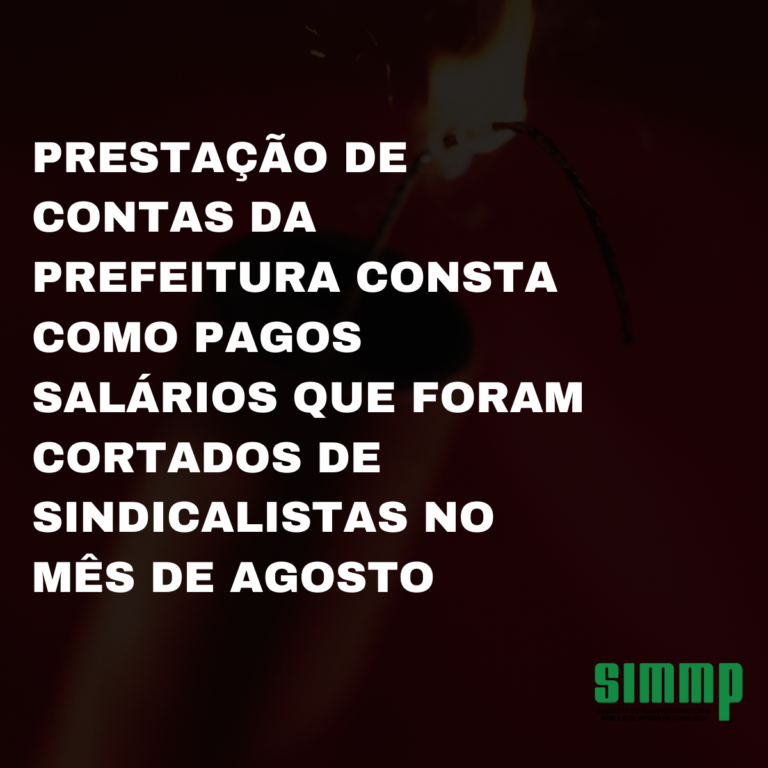 PRESTAÇÃO DE
CONTAS DA
PREFEITURA CONSTA
COMO PAGOS
SALÁRIOS QUE FORAM
CORTADOS DE
SINDICALISTAS NO
MÊS DE AGOSTO
SIMMP